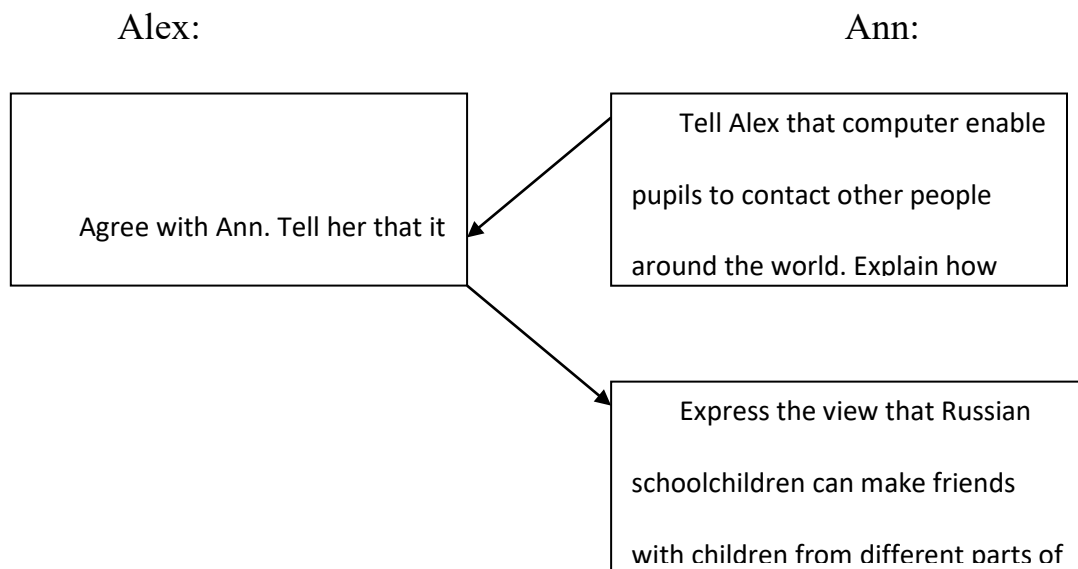 Alex:
Ann:
Tell Alex that computer enable
pupils to contact other people
around the world. Explain how
Agree with Ann. Tell her that it
Express the view that Russian
schoolchildren can make friends
with children from different parts of